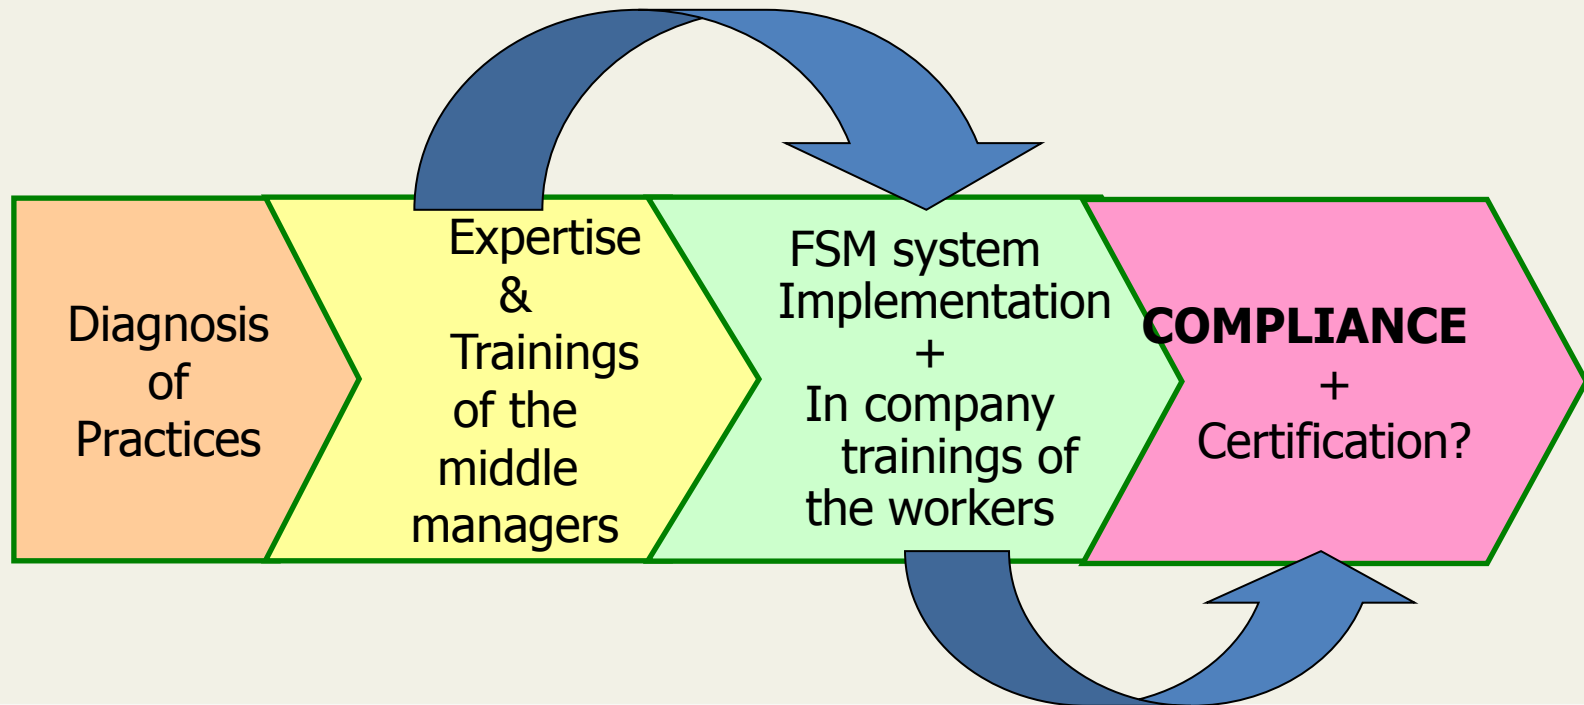 Diagnosis
of
Practices
Expertise
&
Trainings
of the
middle
managers
FSM system
Implementation
+
In company
trainings of
the workers
COMPLIANCE
+
Certification?